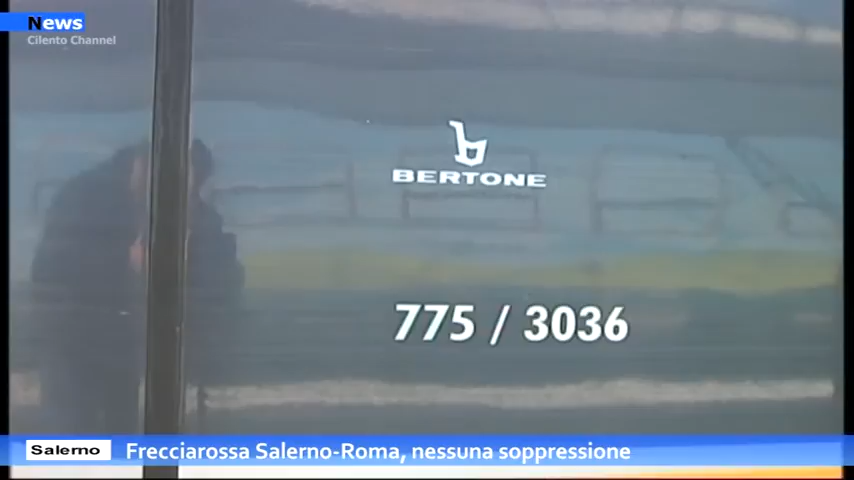 News
Cilento Channel
BERTONE
775 / 3036
Salerno
Frecciarossa Salerno-Roma, nessuna soppressione